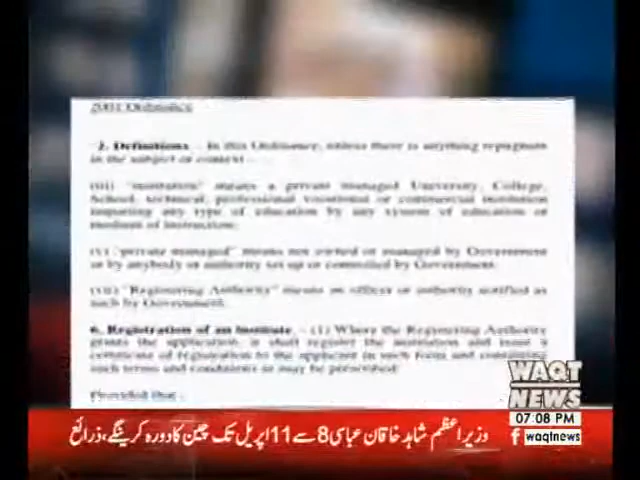 2001 Ordinance
2. Definitions. - In this Ordinance, unless there is anything repugnant
in the subject or context -
(iii) "institution" means a private managed University, College,
School, technical, professional vocational or commercial institution
imparting any type of education by any system of education or
medium of instruction;
(v) "private managed" means not owned or managed by Government
or by anybody or authority set up or controlled by Government.
(vii) "Registering Authority" means an officer or authority notified as
such by Government.
6. Registration of an Institute. - (1) Where the Registering Authority
grants the application, it shall register the institution and issue a
certificate of registration to the applicant in such form and containing
such terms and conditions as may be prescribed:
Provided that -
WAQT
NEWS
07:08 PM
f waqtnews
وزیراعظم شاہد خاقان عباسی 8 سے 11 اپریل تک چین کا دورہ کرینگے، ذرائع